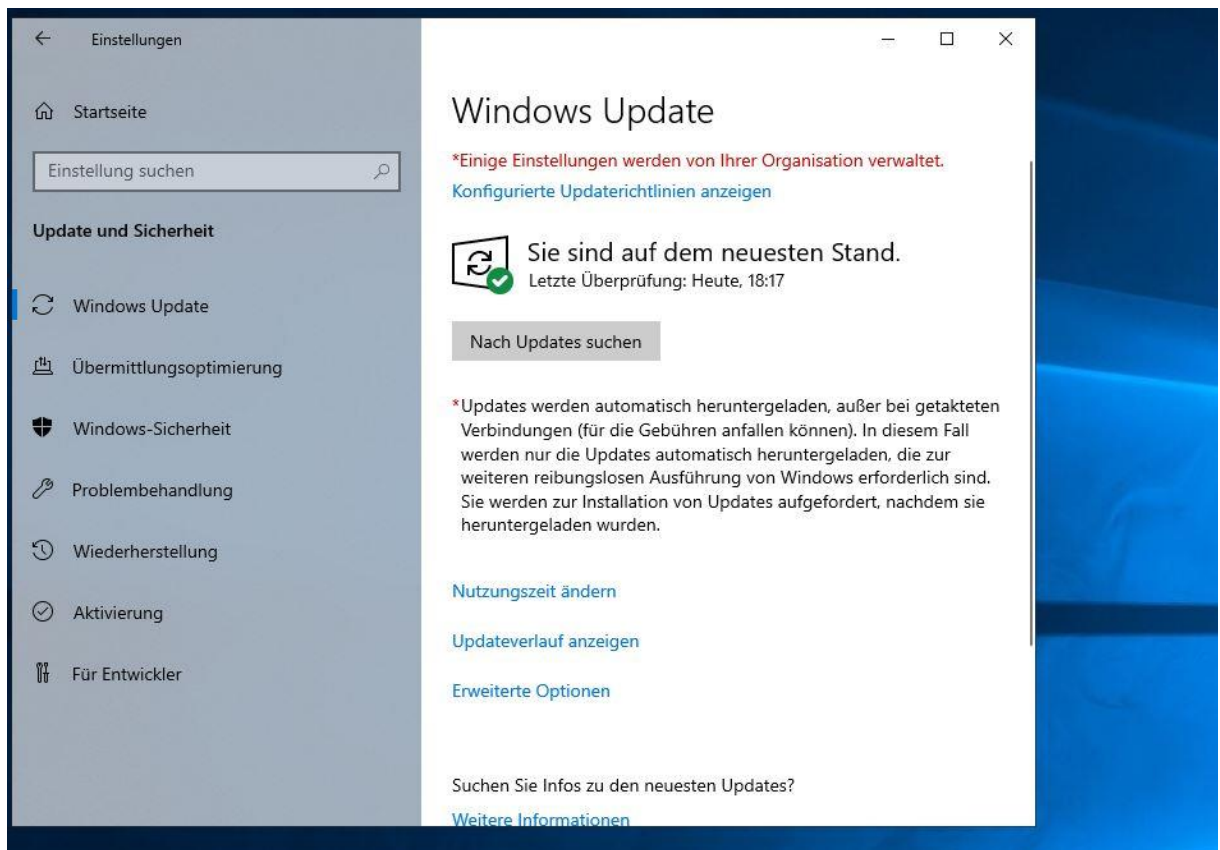 Einstellungen
Startseite
Einstellung suchen
Update und Sicherheit
Windows Update
Übermittlungsoptimierung
Windows-Sicherheit
Problembehandlung
Wiederherstellung
Aktivierung
Für Entwickler
Windows Update
*Einige Einstellungen werden von Ihrer Organisation verwaltet.
Konfigurierte Updaterichtlinien anzeigen
Sie sind auf dem neuesten Stand.
Letzte Überprüfung: Heute, 18:17
Nach Updates suchen
*Updates werden automatisch heruntergeladen, außer bei getakteten
Verbindungen (für die Gebühren anfallen können). In diesem Fall
werden nur die Updates automatisch heruntergeladen, die zur
weiteren reibungslosen Ausführung von Windows erforderlich sind.
Sie werden zur Installation von Updates aufgefordert, nachdem sie
heruntergeladen wurden.
Nutzungszeit ändern
Updateverlauf anzeigen
Erweiterte Optionen
Suchen Sie Infos zu den neuesten Updates?
Weitere Informationen